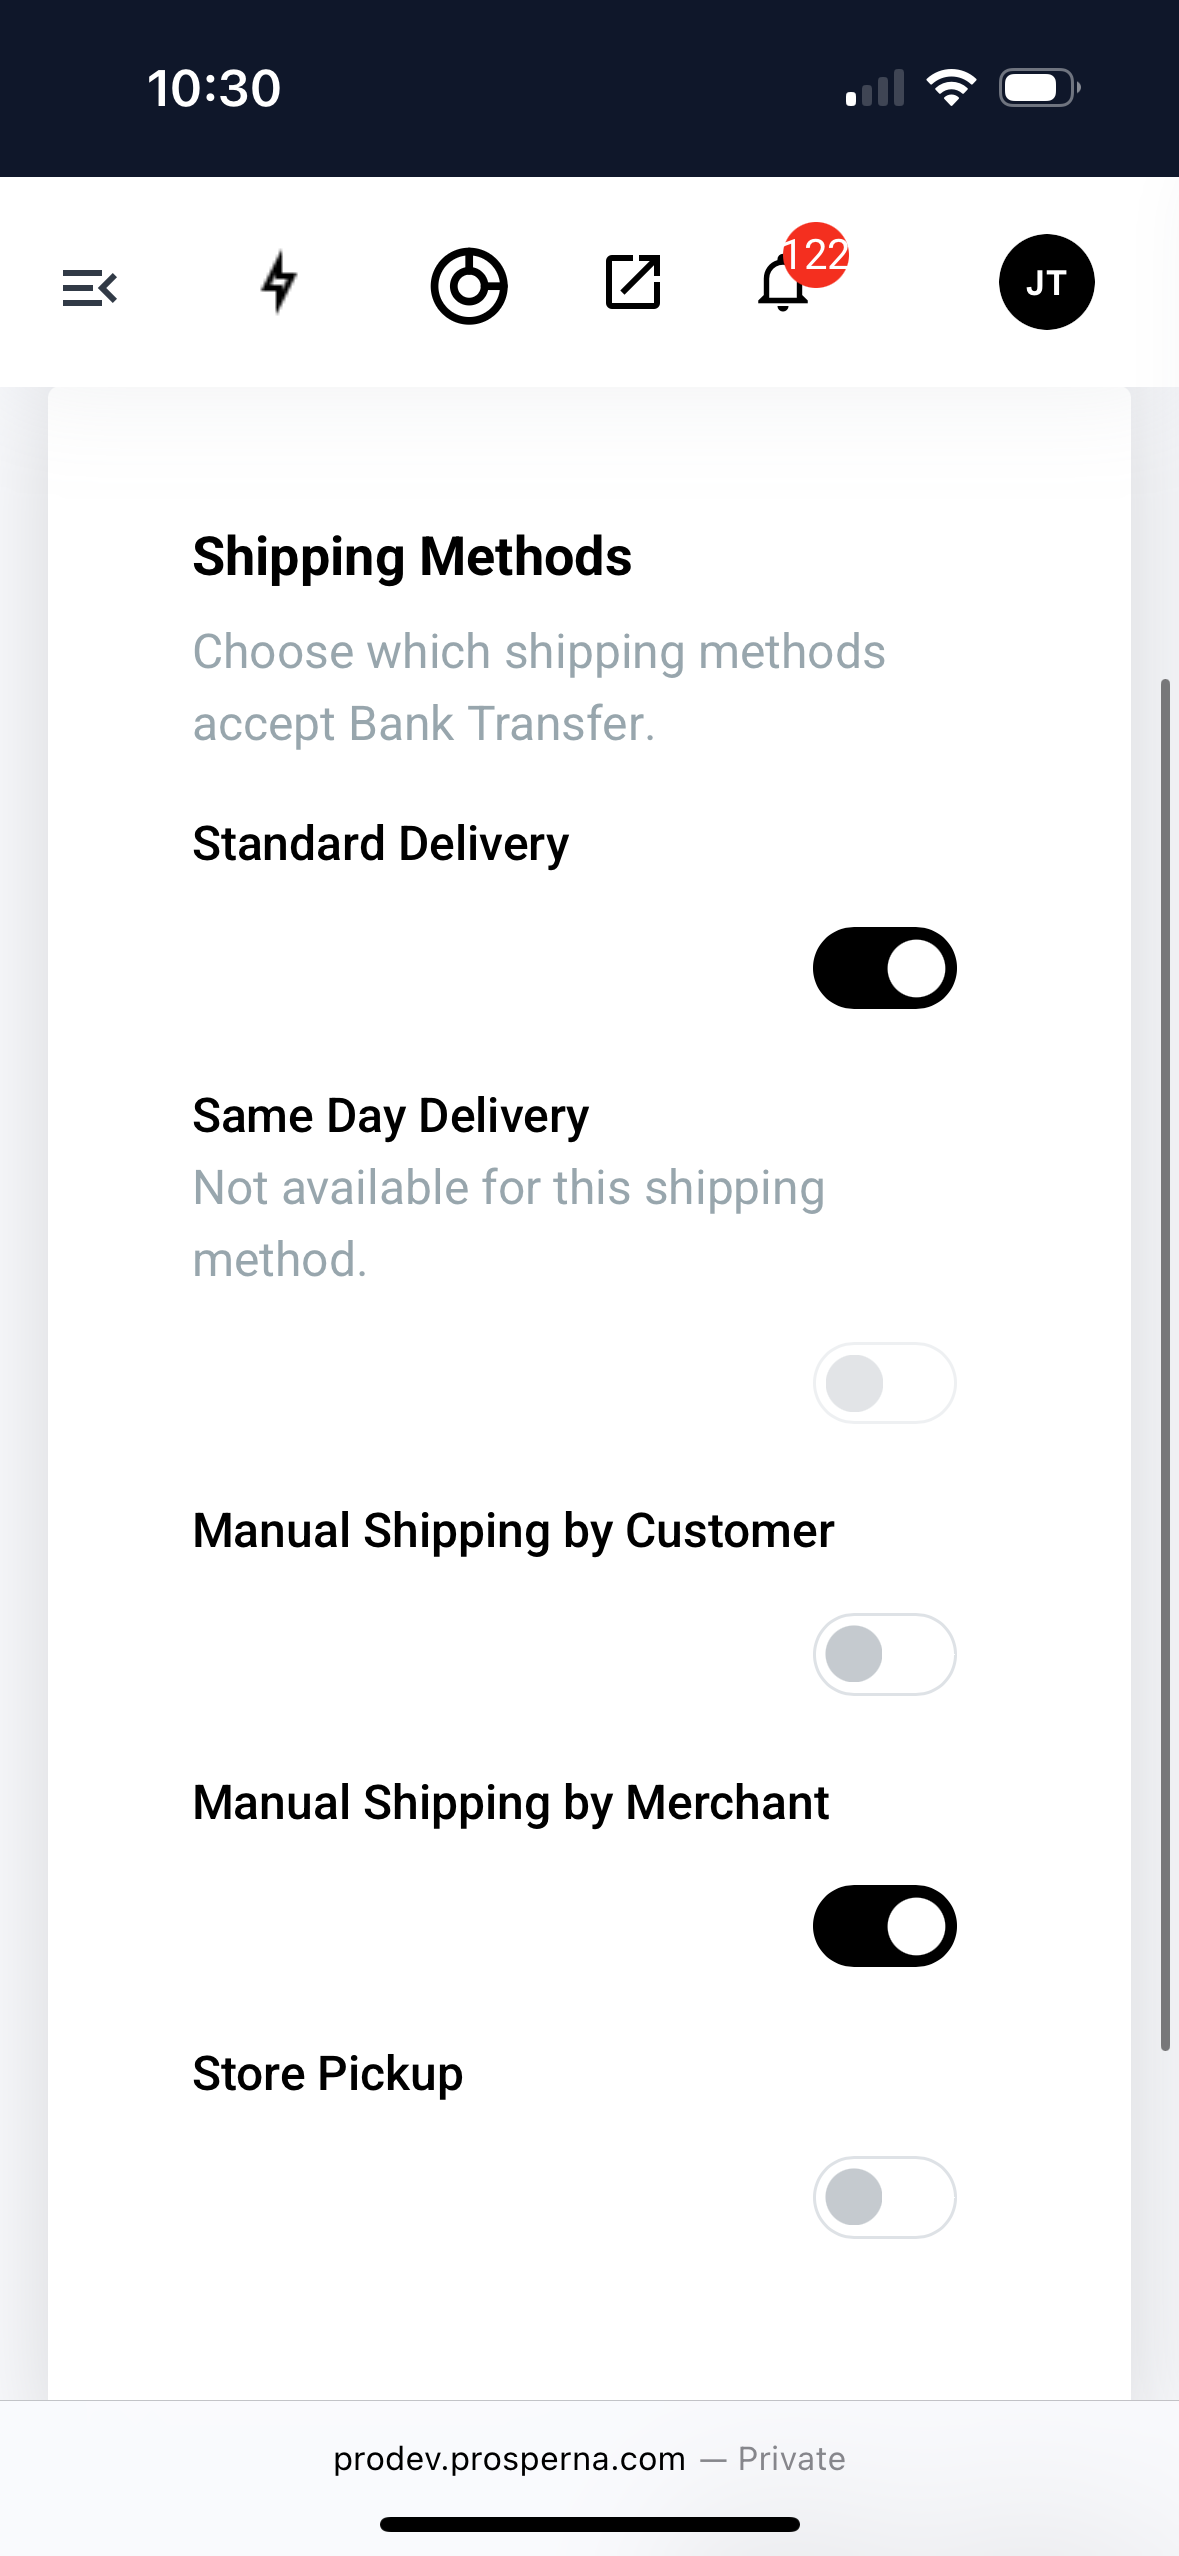 10:30
122
JT
Shipping Methods
Choose which shipping methods
accept Bank Transfer.
Standard Delivery
Same Day Delivery
Not available for this shipping
method.
Manual Shipping by Customer
Manual Shipping by Merchant
Store Pickup
prodev.prosperna.com — Private